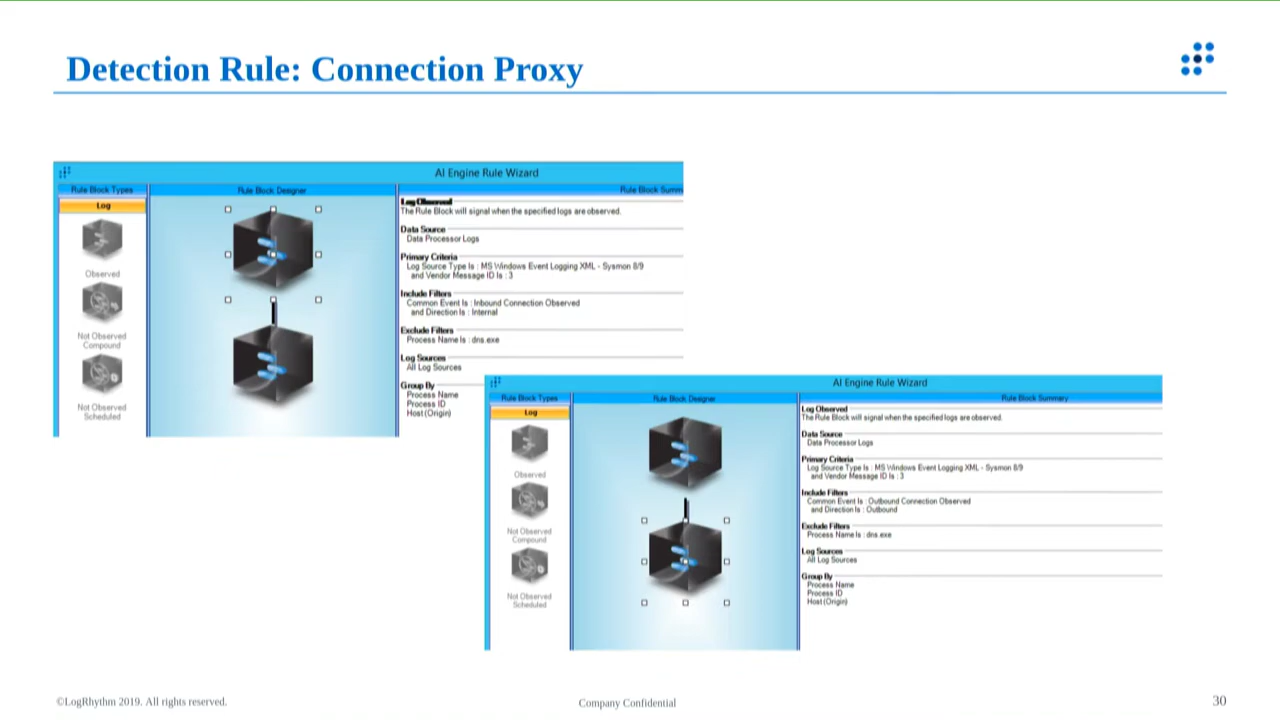 Detection Rule: Connection Proxy
AI Engine Rule Wizard
Rule Block Types
Rule Block Designer
Rule Block Summ
Log
Observed
Not Observed
Compound
Not Observed
Scheduled
Log Observed
The Rule Block will signal when the specified logs are observed.
Data Source
Data Processor Logs
Primary Criteria
Log Source Type Is : MS Windows Event Logging XML - Sysmon 8/9
and Vendor Message ID Is : 3
Include Filters
Common Event Is : Inbound Connection Observed
and Direction Is : Internal
Exclude Filters
Process Name Is : dns.exe
Log Sources
All Log Sources
Group By
Process Name
Process ID
Host (Origin)
AI Engine Rule Wizard
Rule Block Types
Rule Block Designer
Rule Block Summary
Log
Observed
Not Observed
Compound
Not Observed
Scheduled
Log Observed
The Rule Block will signal when the specified logs are observed.
Data Source
Data Processor Logs
Primary Criteria
Log Source Type Is : MS Windows Event Logging XML - Sysmon 8/9
and Vendor Message ID Is : 3
Include Filters
Common Event Is : Outbound Connection Observed
and Direction Is : Outbound
Exclude Filters
Process Name Is : dns.exe
Log Sources
All Log Sources
Group By
Process Name
Process ID
Host (Origin)
©LogRhythm 2019. All rights reserved.
Company Confidential
30